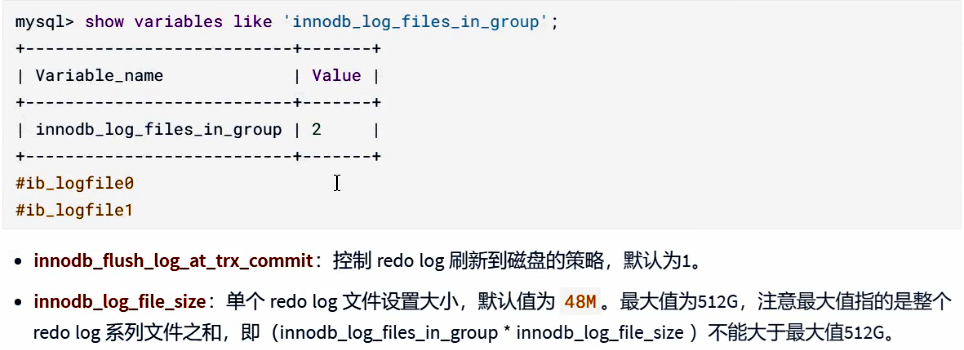 mysql> show variables like 'innodb_log_files_in_group';
+---------------------------+-------+
| Variable_name             | Value |
+---------------------------+-------+
| innodb_log_files_in_group | 2     |
+---------------------------+-------+
#ib_logfile0
#ib_logfile1
• innodb_flush_log_at_trx_commit：控制 redo log 刷新到磁盘的策略，默认为1。
• innodb_log_file_size：单个 redo log 文件设置大小，默认值为 48M 。最大值为512G，注意最大值指的是整个
redo log 系列文件之和，即（innodb_log_files_in_group * innodb_log_file_size ）不能大于最大值512G。